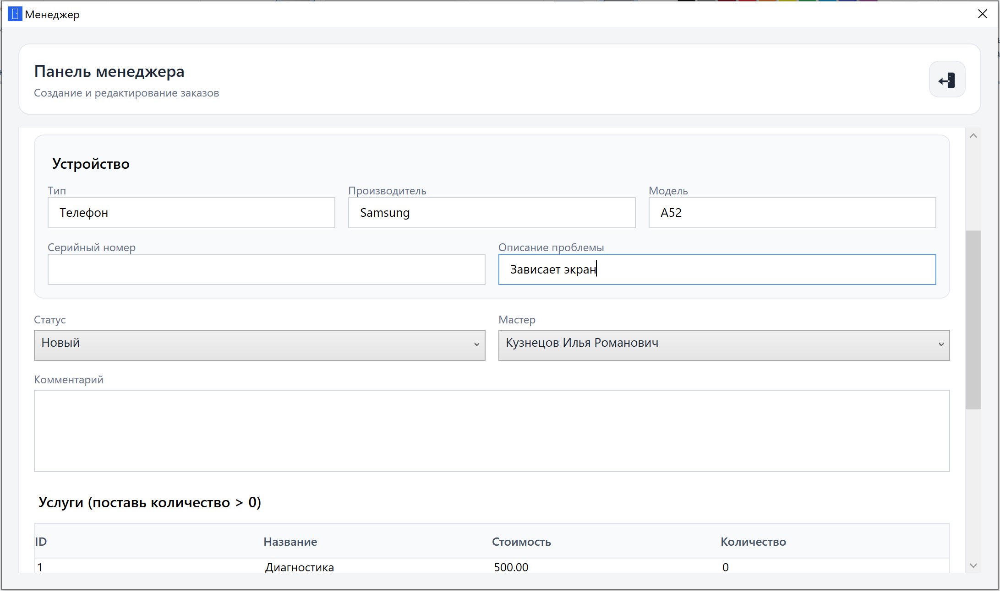 Менеджер
Панель менеджера
Создание и редактирование заказов
Устройство
Тип Производитель Модель
Телефон Samsung A52
Серийный номер Описание проблемы
Зависает экран
Статус Мастер
Новый Кузнецов Илья Романович
Комментарий
Услуги (поставь количество > 0)
ID Название Стоимость Количество
1 Диагностика 500.00 0